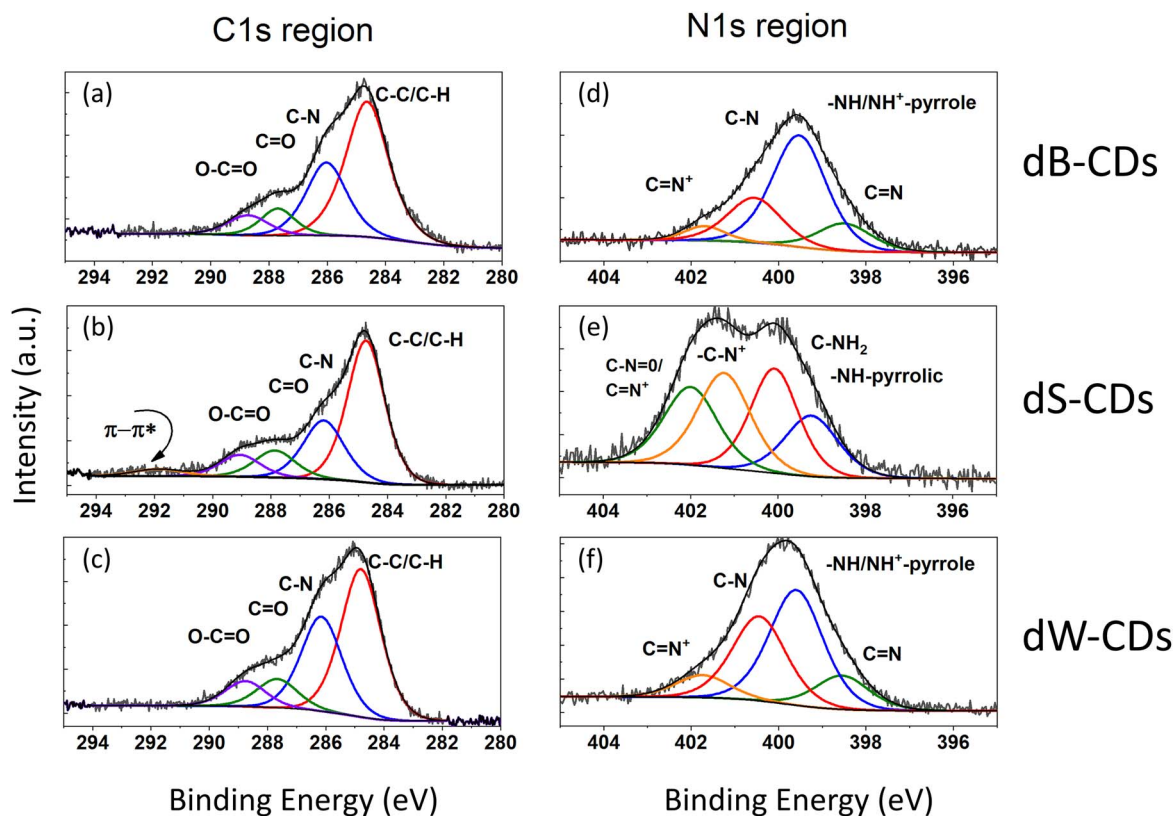 C1s region
N1s region
(a)
C-C/C-H
C-N
C=O
O-C=O
294 292 290 288 286 284 282 280
(d)
-NH/NH⁺-pyrrole
C-N
C=N⁺
C=N
404 402 400 398 396
dB-CDs
(b)
C-C/C-H
C-N
C=O
O-C=O
π–π*
294 292 290 288 286 284 282 280
(e)
C-NH₂
-NH-pyrrolic
-C-N⁺
C-N=0/
C=N⁺
404 402 400 398 396
dS-CDs
(c)
C-C/C-H
C-N
C=O
O-C=O
294 292 290 288 286 284 282 280
(f)
-NH/NH⁺-pyrrole
C-N
C=N⁺
C=N
404 402 400 398 396
dW-CDs
Intensity (a.u.)
Binding Energy (eV)
Binding Energy (eV)